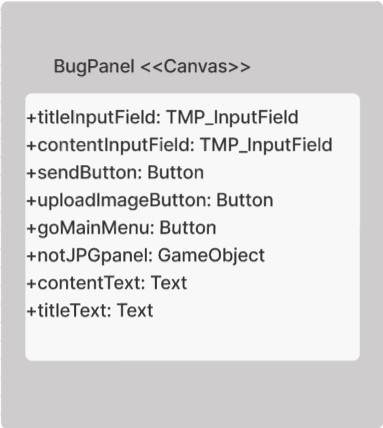 BugPanel <<Canvas>>
+titleInputField: TMP_InputField
+contentInputField: TMP_InputField
+sendButton: Button
+uploadImageButton: Button
+goMainMenu: Button
+notJPGpanel: GameObject
+contentText: Text
+titleText: Text